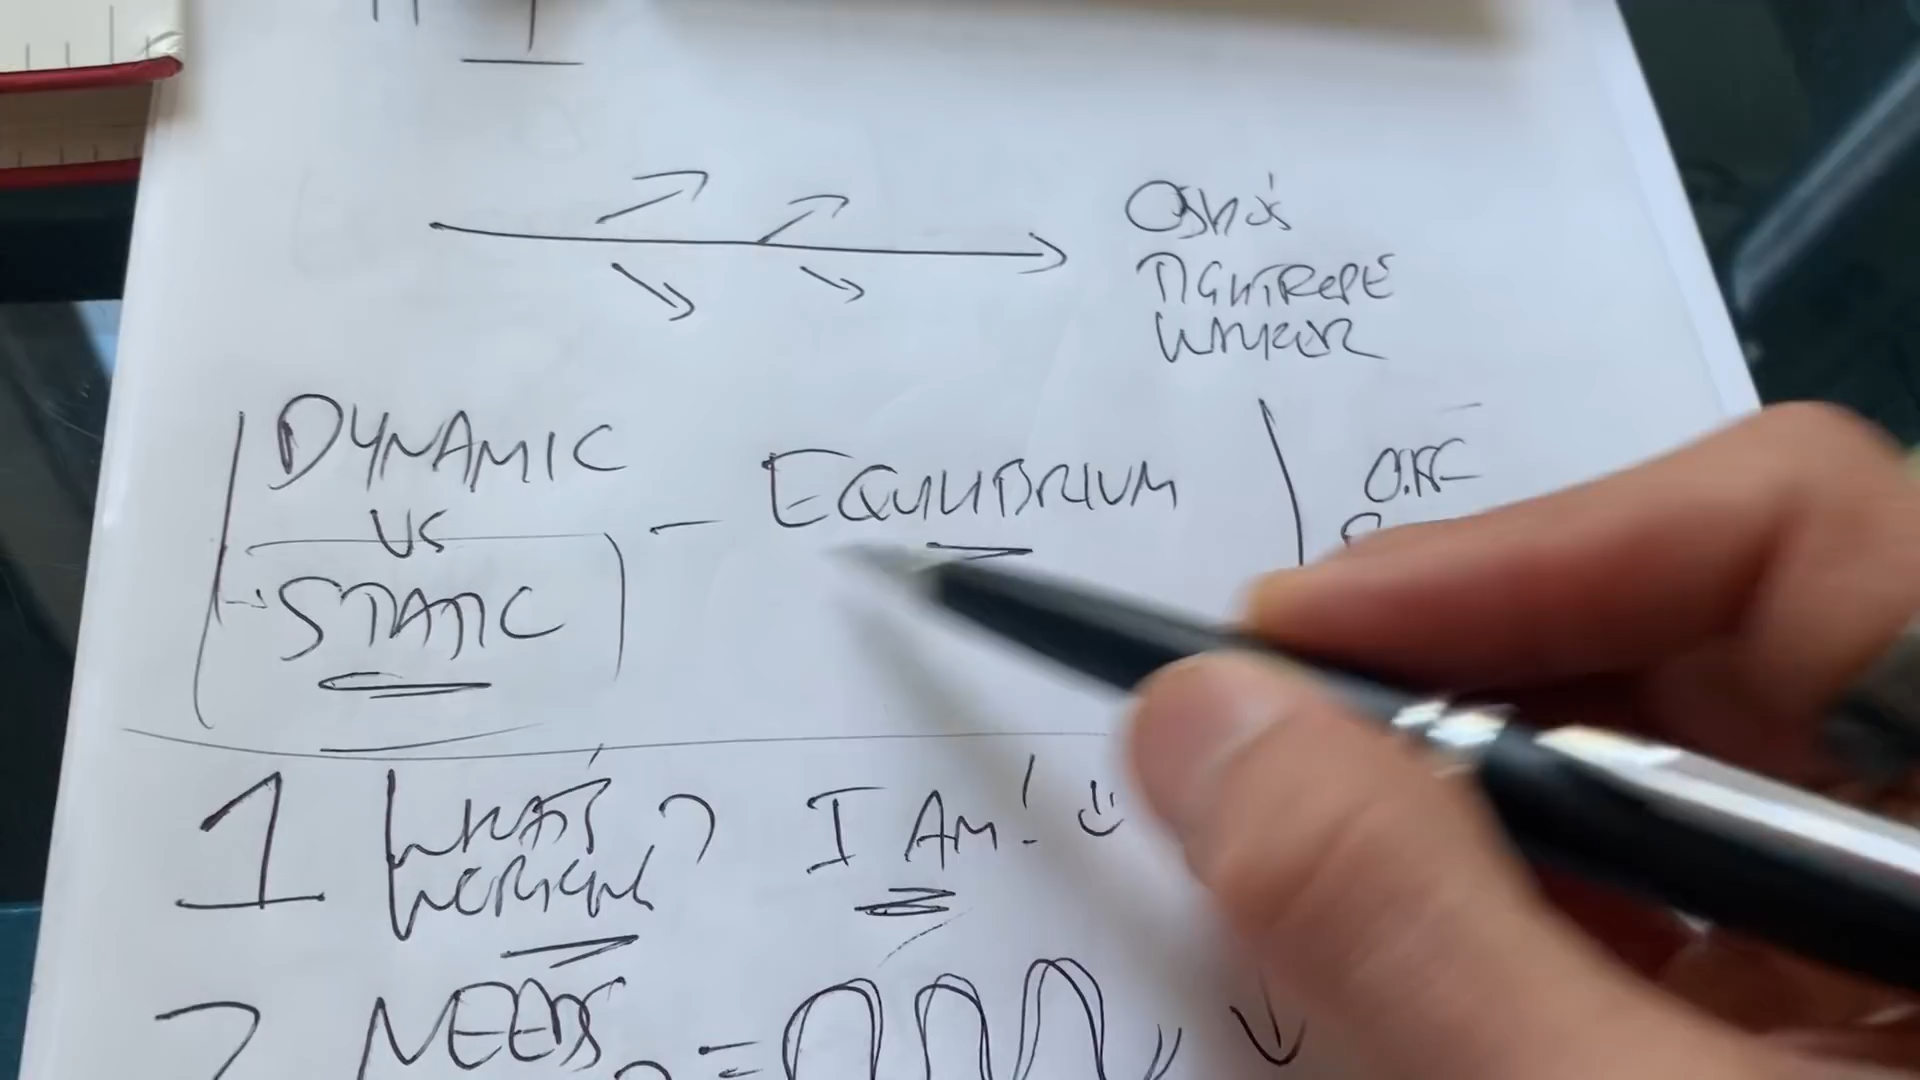 Osho's
TIGHTROPE
WALKER
DYNAMIC
VS
STATIC
— EQUILIBRIUM
1 WHAT'S
WORKING ? I AM! :)
2 NEEDS